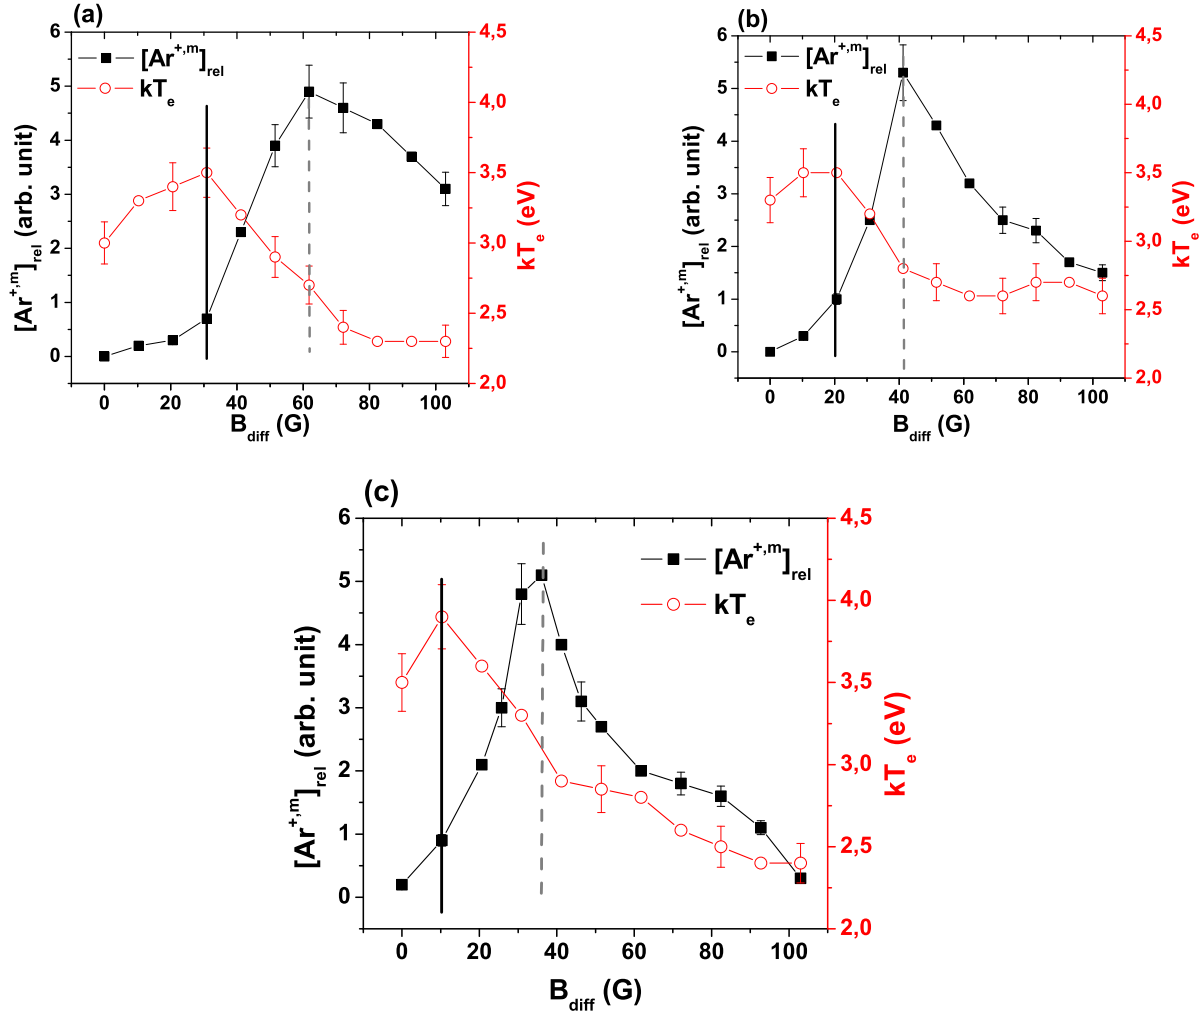 (a)
[Ar+,m]rel
kTe
6
5
4
3
2
1
0
4,5
4,0
3,5
3,0
2,5
2,0
0 20 40 60 80 100
[Ar+,m]rel (arb. unit)
kTe (eV)
Bdiff (G)
(b)
[Ar+,m]rel
kTe
6
5
4
3
2
1
0
4,5
4,0
3,5
3,0
2,5
2,0
0 20 40 60 80 100
[Ar+,m]rel (arb. unit)
kTe (eV)
Bdiff (G)
(c)
[Ar+,m]rel
kTe
6
5
4
3
2
1
0
4,5
4,0
3,5
3,0
2,5
2,0
0 20 40 60 80 100
[Ar+,m]rel (arb. unit)
kTe (eV)
Bdiff (G)